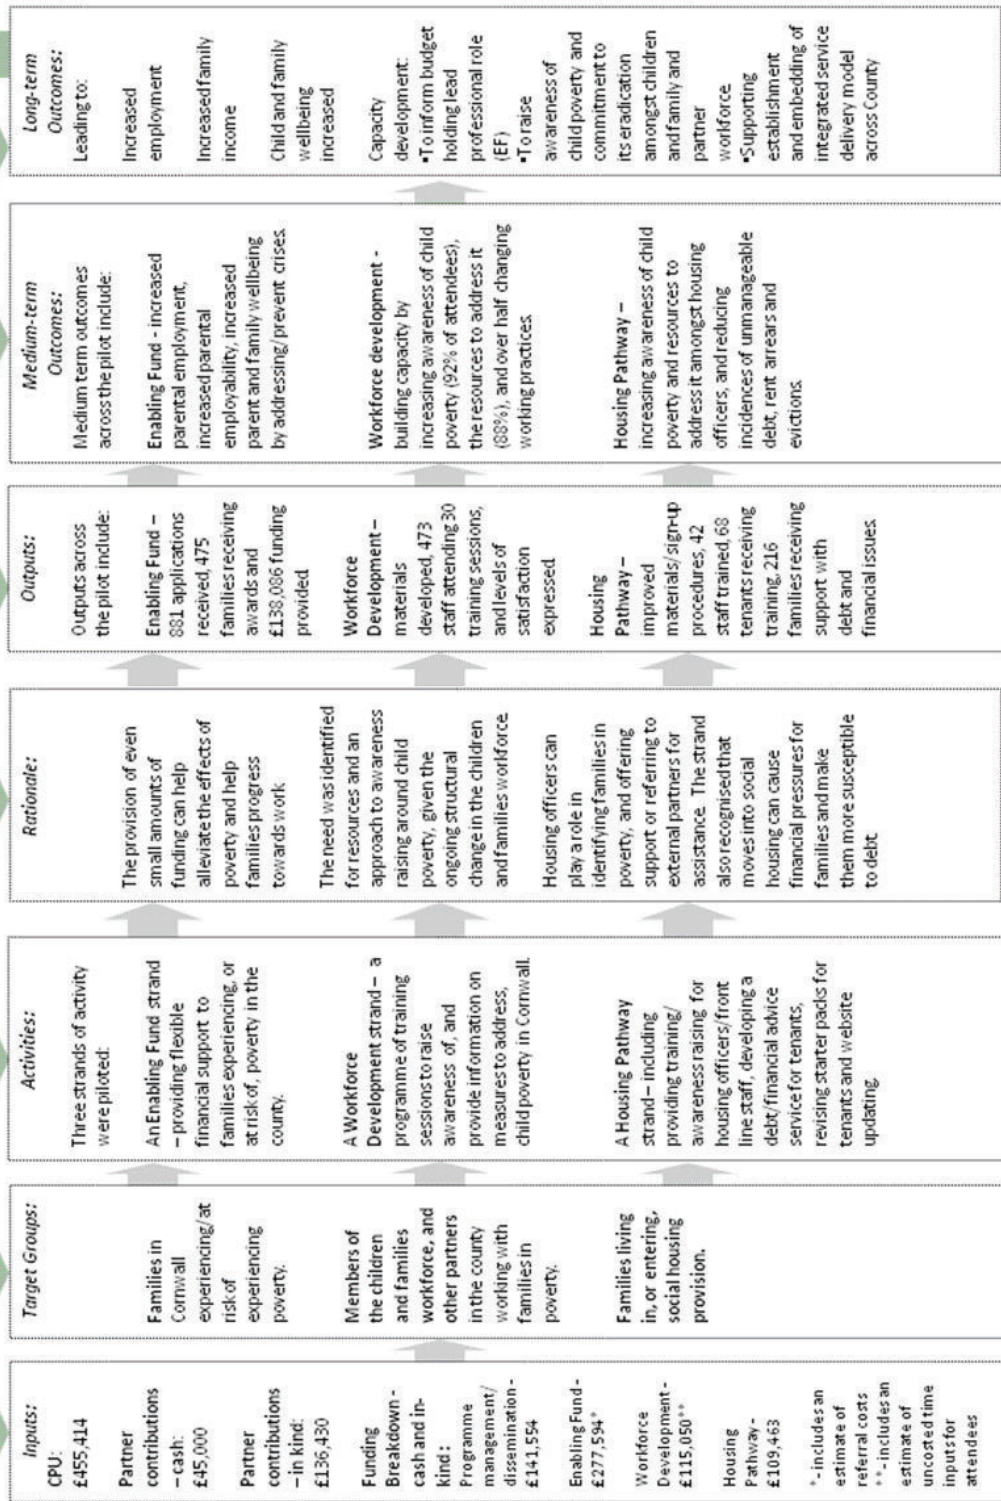 Inputs:
CPU:
£455,414
Partner
contributions
– cash:
£45,000
Partner
contributions
– in kind:
£136,430
Funding
Breakdown -
cash and in-
kind:
Programme
management/
dissemination -
£141,554
Enabling Fund -
£277,594*
Workforce
Development -
£115,050**
Housing
Pathway -
£109,463
* - includes an
estimate of
referral costs
** - includes an
estimate of
uncosted time
inputs for
attendees
Target Groups:
Families in
Cornwall
experiencing/at
risk of
experiencing
poverty.
Members of
the children
and families
workforce, and
other partners
in the county
working with
families in
poverty.
Families living
in, or entering,
social housing
provision.
Activities:
Three strands of activity
were piloted:
An Enabling Fund strand
– providing flexible
financial support to
families experiencing, or
at risk of, poverty in the
county.
A Workforce
Development strand – a
programme of training
sessions to raise
awareness of, and
provide information on
measures to address,
child poverty in Cornwall.
A Housing Pathway
strand – including
providing training/
awareness raising for
housing officers/front
line staff, developing a
debt/financial advice
service for tenants,
revising starter packs for
tenants and website
updating.
Rationale:
The provision of even
small amounts of
funding can help
alleviate the effects of
poverty and help
families progress
towards work
The need was identified
for resources and an
approach to awareness
raising around child
poverty, given the
ongoing structural
change in the children
and families workforce
Housing officers can
play a role in
identifying families in
poverty, and offering
support or referring to
external partners for
assistance. The strand
also recognised that
moves into social
housing can cause
financial pressures for
families and make
them more susceptible
to debt
Outputs:
Outputs across
the pilot include:
Enabling Fund –
881 applications
received, 475
families receiving
awards and
£138,086 funding
provided.
Workforce
Development –
materials
developed, 473
staff attending 30
training sessions,
and levels of
satisfaction
expressed
Housing
Pathway –
improved
materials/sign-up
procedures, 42
staff trained, 68
tenants receiving
training, 216
families receiving
support with
debt and
financial issues.
Medium-term
Outcomes:
Medium term outcomes
across the pilot include:
Enabling Fund - increased
parental employment,
increased parental
employability, increased
parent and family wellbeing
by addressing/prevent crises.
Workforce development -
building capacity by
increasing awareness of child
poverty (92% of attendees),
the resources to address it
(88%), and over half changing
working practices.
Housing Pathway –
increasing awareness of child
poverty and resources to
address it amongst housing
officers, and reducing
incidences of unmanageable
debt, rent arrears and
evictions.
Long-term
Outcomes:
Leading to:
Increased
employment
Increased family
income
Child and family
wellbeing
increased
Capacity
development:
▪To inform budget
holding lead
professional role
(EF)
▪To raise
awareness of
child poverty and
commitment to
its eradication
amongst children
and family and
partner
workforce.
▪Supporting
establishment
and embedding of
integrated service
delivery model
across County